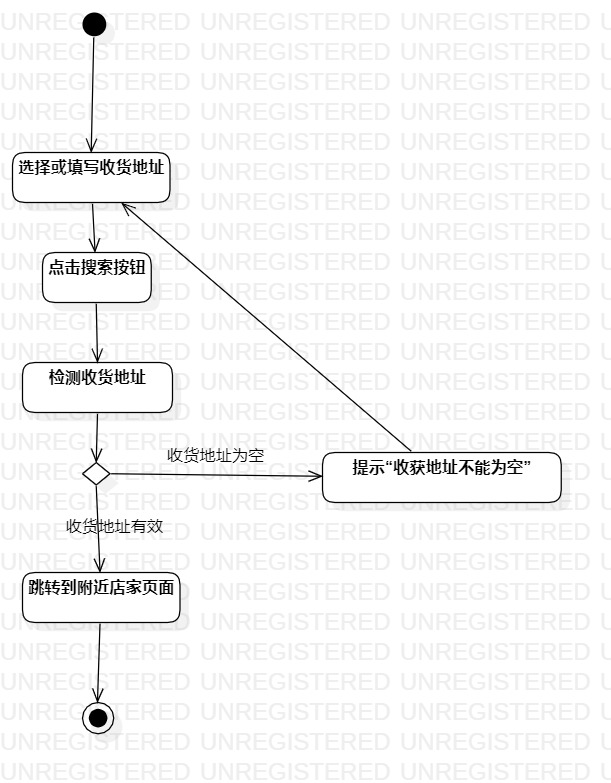 选择或填写收货地址
点击搜索按钮
检测收货地址
收货地址为空
提示“收获地址不能为空”
收货地址有效
跳转到附近店家页面
UNREGISTERED